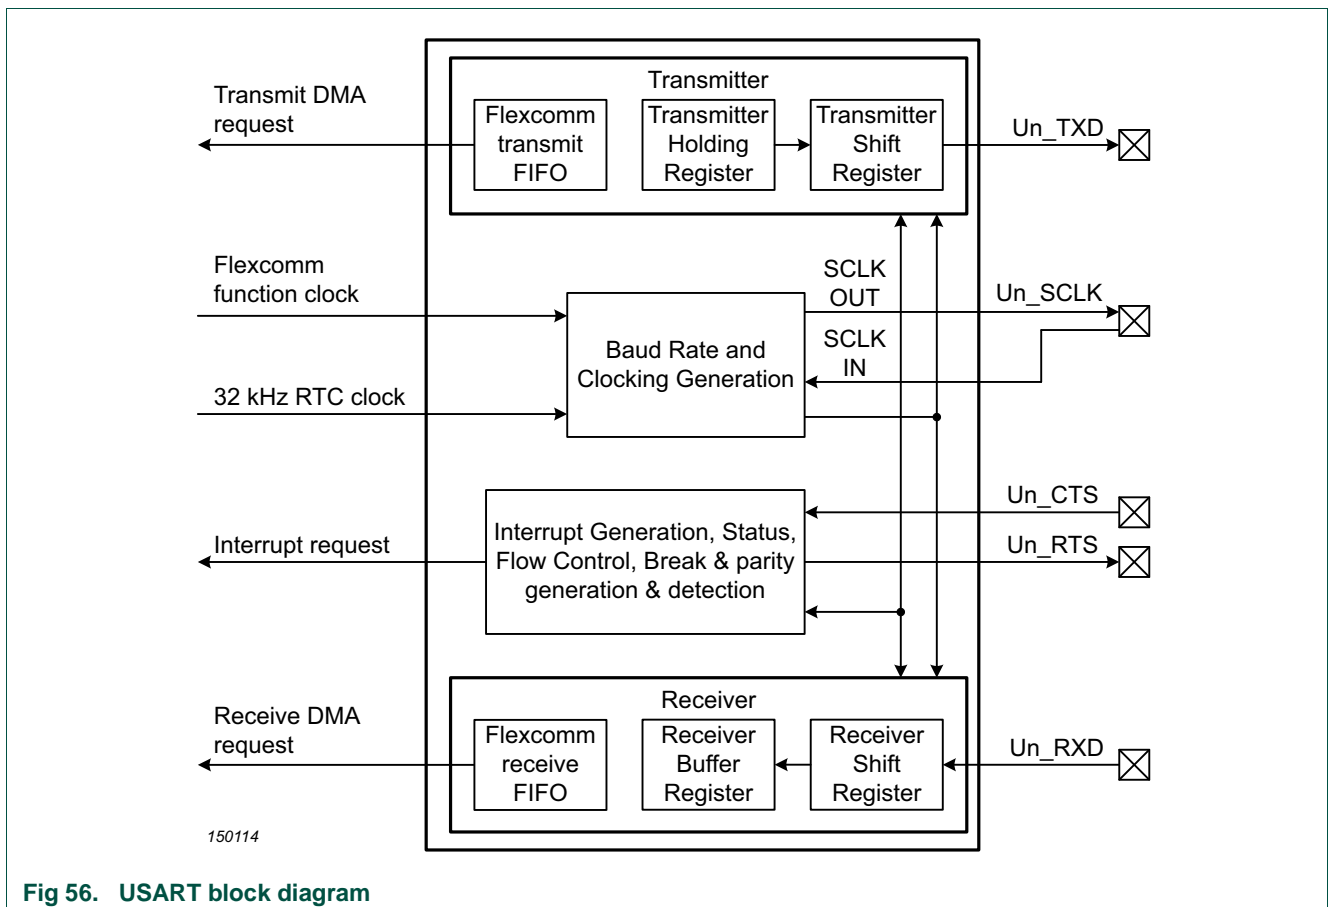 Transmitter
Transmit DMA
request
Flexcomm
transmit
FIFO
Transmitter
Holding
Register
Transmitter
Shift
Register
Un_TXD
Flexcomm
function clock
SCLK
OUT
Un_SCLK
Baud Rate and
Clocking Generation
SCLK
IN
32 kHz RTC clock
Un_CTS
Interrupt request
Interrupt Generation, Status,
Flow Control, Break & parity
generation & detection
Un_RTS
Receiver
Receive DMA
request
Flexcomm
receive
FIFO
Receiver
Buffer
Register
Receiver
Shift
Register
Un_RXD
150114
Fig 56. USART block diagram